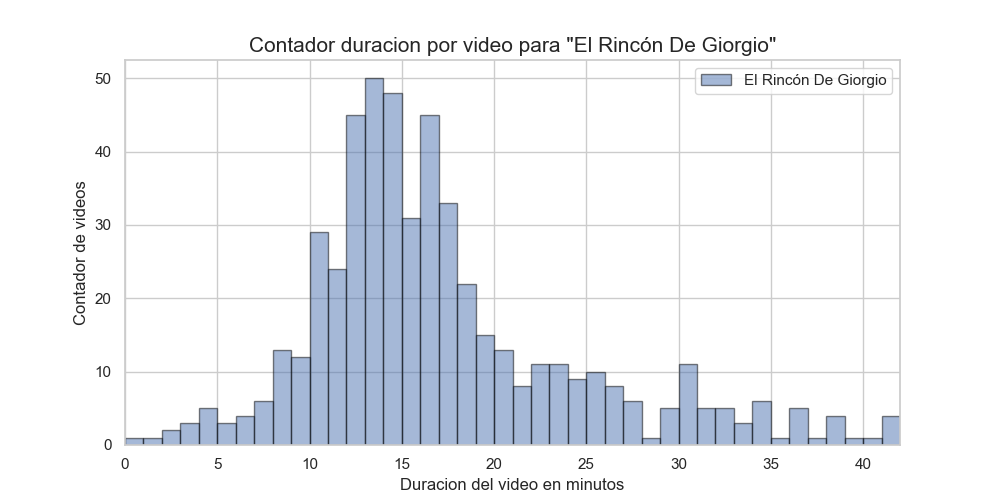 Contador duracion por video para "El Rincón De Giorgio"
El Rincón De Giorgio
50
40
30
20
10
0
Contador de videos
0 5 10 15 20 25 30 35 40
Duracion del video en minutos